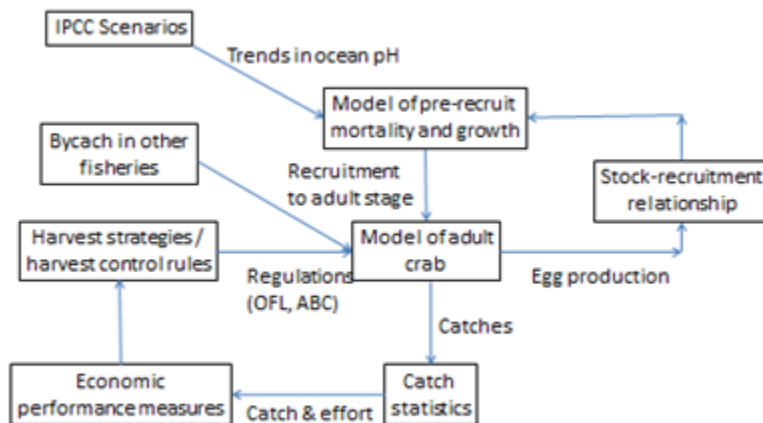 IPCC Scenarios
Trends in ocean pH
Model of pre-recruit
mortality and growth
Bycach in other
fisheries
Recruitment
to adult stage
Stock-recruitment
relationship
Harvest strategies /
harvest control rules
Model of adult
crab
Regulations
(OFL, ABC)
Egg production
Catches
Economic
performance measures
Catch & effort
Catch
statistics